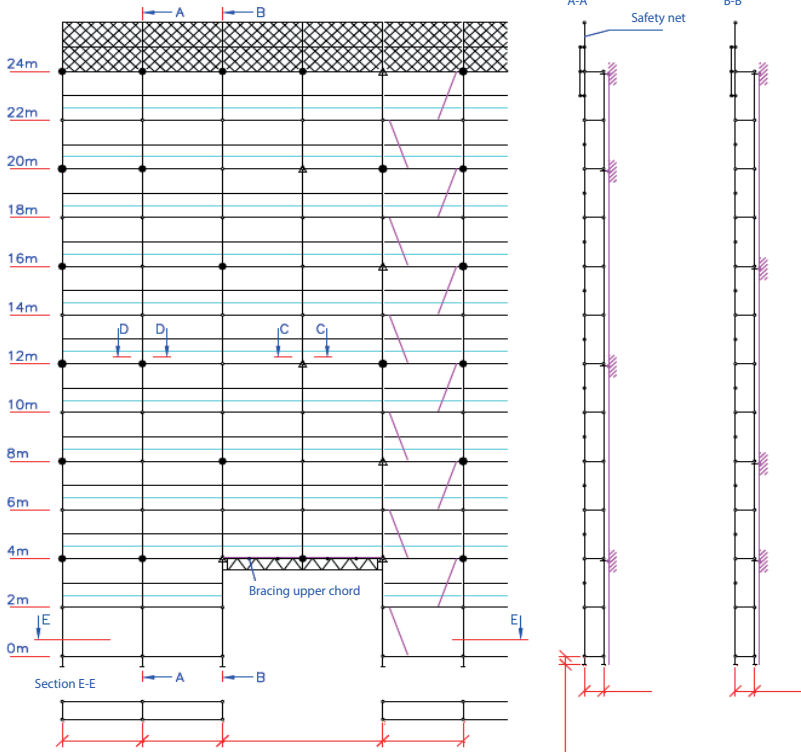 A
B
A-A
B-B
Safety net
24m
22m
20m
18m
16m
14m
D
D
C
C
12m
10m
8m
6m
4m
Bracing upper chord
2m
E
E
0m
A
B
Section E-E